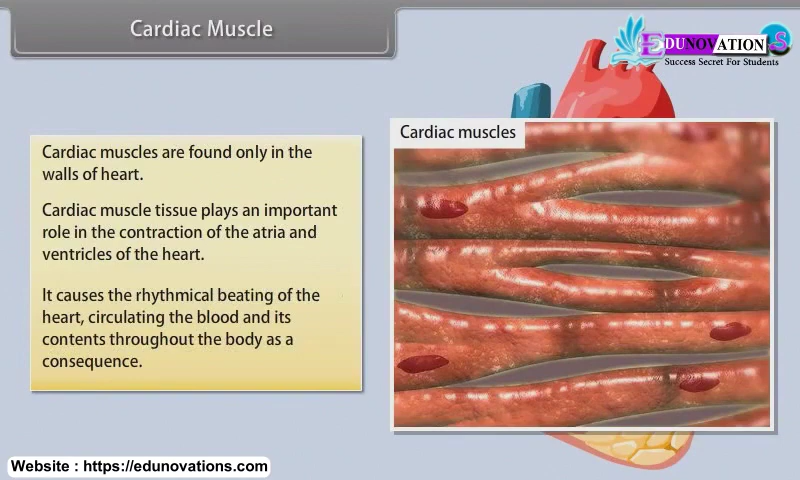 Cardiac Muscle
EDUNOVATIONS
Success Secret For Students
Cardiac muscles are found only in the
walls of heart.
Cardiac muscle tissue plays an important
role in the contraction of the atria and
ventricles of the heart.
It causes the rhythmical beating of the
heart, circulating the blood and its
contents throughout the body as a
consequence.
Cardiac muscles
Website : https://edunovations.com